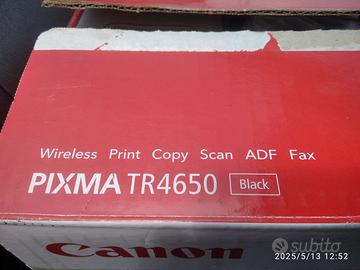 Wireless Print Copy Scan ADF Fax
PIXMA TR4650 Black
Canon
subito
2025/5/13 12:52